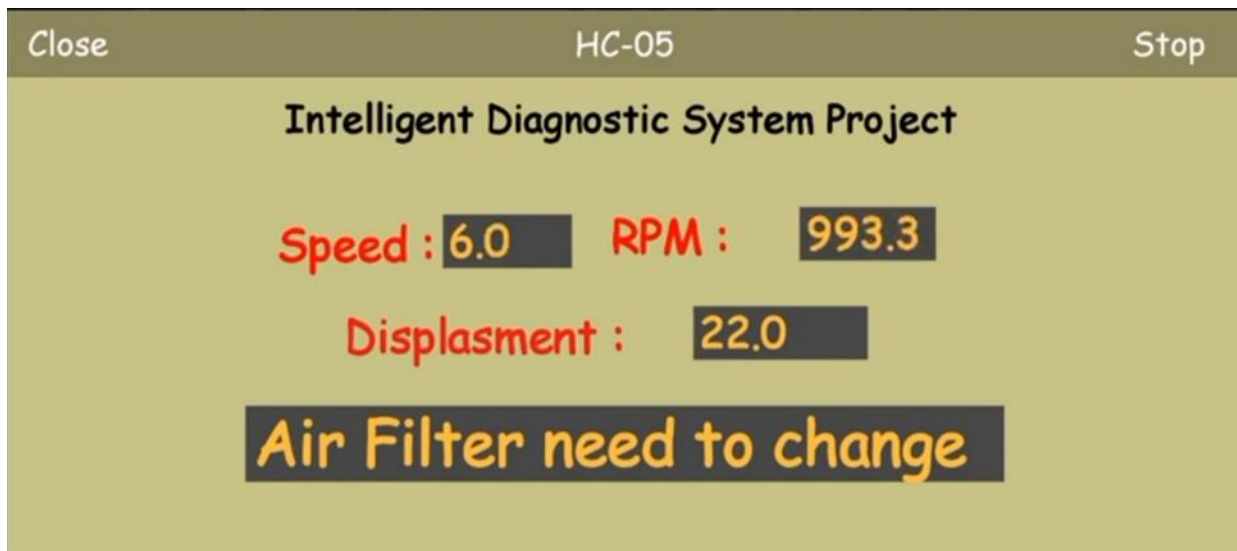 Close HC-05 Stop
Intelligent Diagnostic System Project
Speed : 6.0 RPM : 993.3
Displasment : 22.0
Air Filter need to change